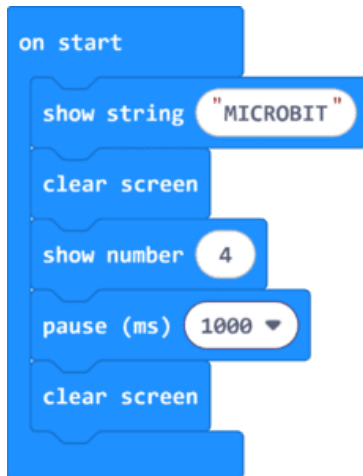 on start
show string "MICROBIT"
clear screen
show number 4
pause (ms) 1000
clear screen